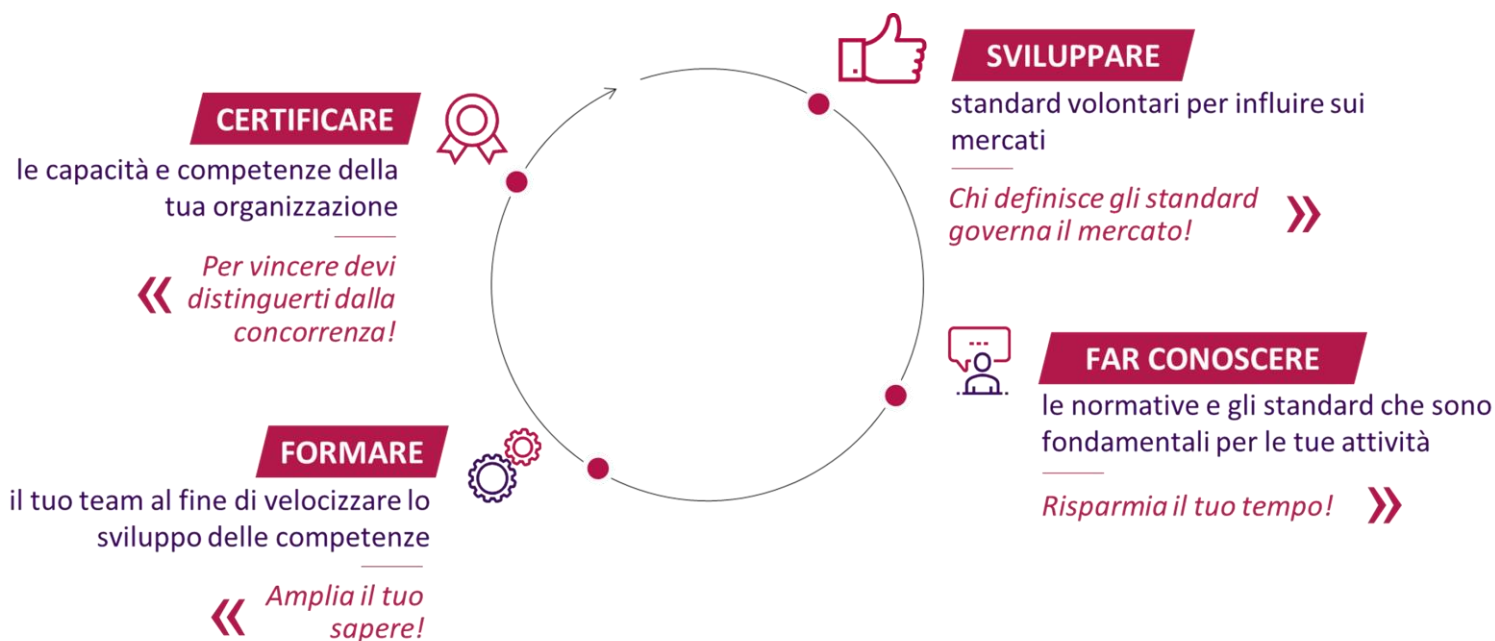 SVILUPPARE
standard volontari per influire sui
mercati
Chi definisce gli standard
governa il mercato!
FAR CONOSCERE
le normative e gli standard che sono
fondamentali per le tue attività
Risparmia il tuo tempo!
FORMARE
il tuo team al fine di velocizzare lo
sviluppo delle competenze
Amplia il tuo
sapere!
CERTIFICARE
le capacità e competenze della
tua organizzazione
Per vincere devi
distinguerti dalla
concorrenza!